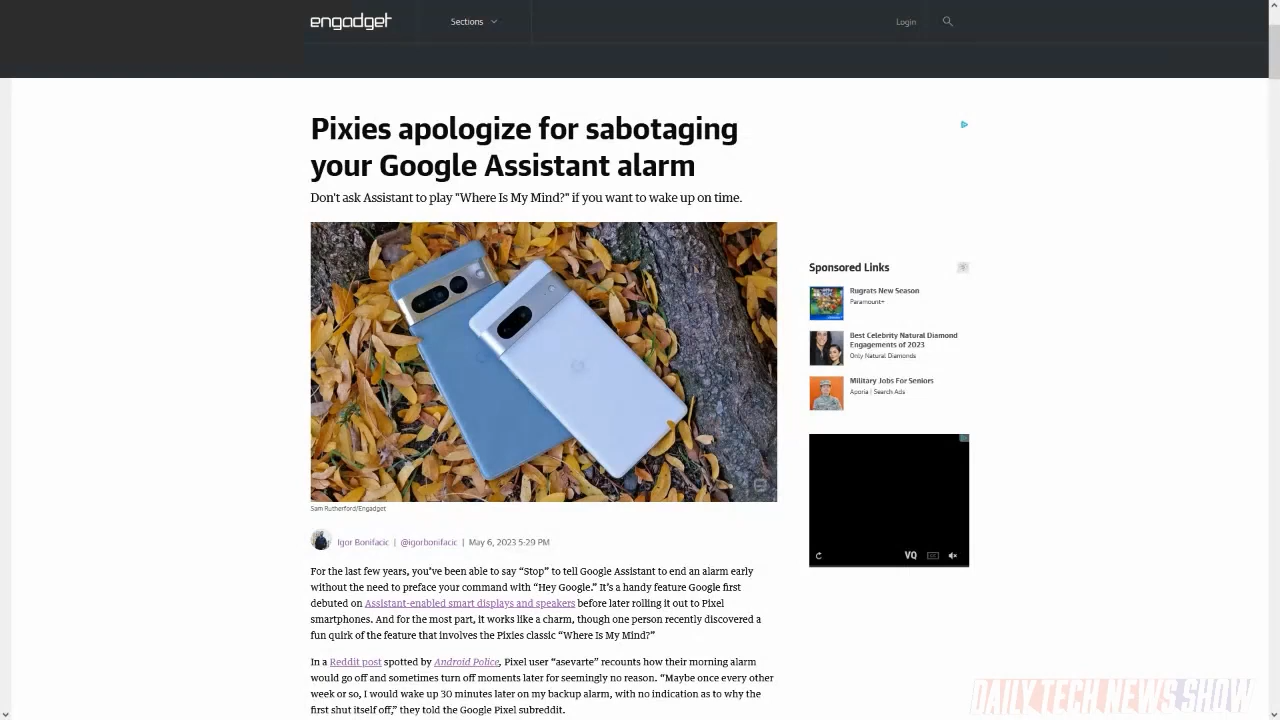 engadget
Sections
Login
Pixies apologize for sabotaging
your Google Assistant alarm
Don't ask Assistant to play "Where Is My Mind?" if you want to wake up on time.
Sponsored Links
Rugrats New Season
Paramount+
Best Celebrity Natural Diamond
Engagements of 2023
Only Natural Diamonds
Military Jobs For Seniors
Aporia | Search Ads
VQ
CC
Sam Rutherford/Engadget
Igor Bonifacic | @igorbonifacic | May 6, 2023 5:29 PM
For the last few years, you’ve been able to say “Stop” to tell Google Assistant to end an alarm early
without the need to preface your command with “Hey Google.” It’s a handy feature Google first
debuted on Assistant-enabled smart displays and speakers before later rolling it out to Pixel
smartphones. And for the most part, it works like a charm, though one person recently discovered a
fun quirk of the feature that involves the Pixies classic “Where Is My Mind?”
In a Reddit post spotted by Android Police, Pixel user “asevarte” recounts how their morning alarm
would go off and sometimes turn off moments later for seemingly no reason. “Maybe once every other
week or so, I would wake up 30 minutes later on my backup alarm, with no indication as to why the
first shut itself off,” they told the Google Pixel subreddit.
DAILY TECH NEWS SHOW